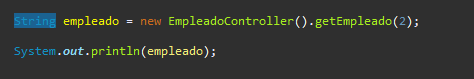 String empleado = new EmpleadoController().getEmpleado(2);
System.out.println(empleado);